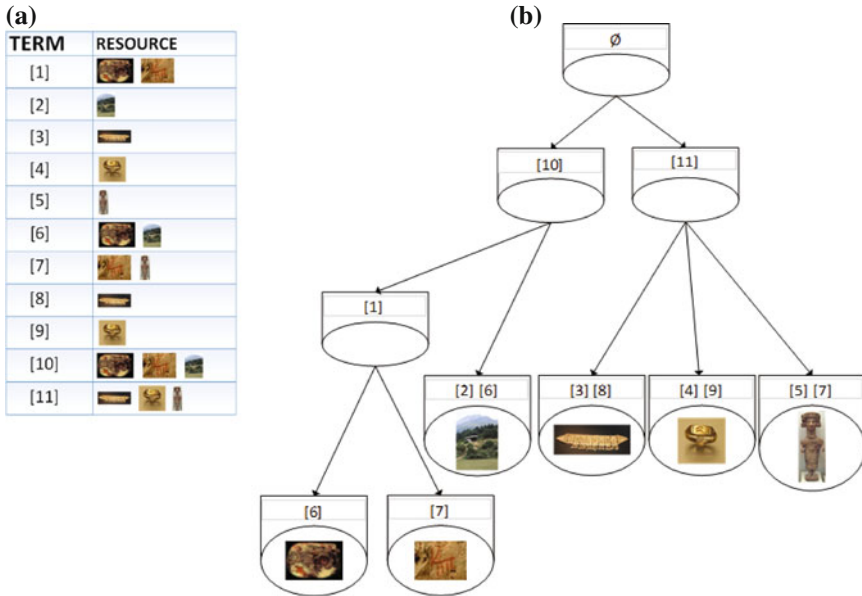 (a)
TERM RESOURCE
[1]
[2]
[3]
[4]
[5]
[6]
[7]
[8]
[9]
[10]
[11]
(b)
Ø
[10] [11]
[1]
[2] [6] [3] [8] [4] [9] [5] [7]
[6] [7]